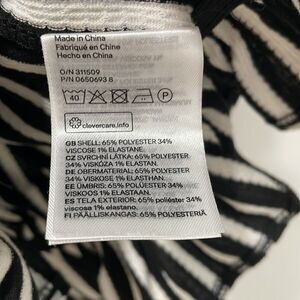 Made in China
Fabriqué en Chine
Hecho en China
O/N 311509
P/N 0650693 8
40
P
clevercare.info
GB SHELL: 65% POLYESTER 34%
VISCOSE 1% ELASTANE.
CZ SVRCHNÍ LÁTKA: 65% POLYESTER
34% VISKÓZA 1% ELASTAN.
DE OBERMATERIAL: 65% POLYESTER
34% VISKOSE 1% ELASTHAN.
EE ÜMBRIS: 65% POLÜESTER 34%
VISKOOS 1% ELASTAAN.
ES TELA EXTERIOR: 65% poliéster 34%
viscosa 1% elastano.
FI PÄÄLLISKANGAS: 65% POLYESTERIÄ